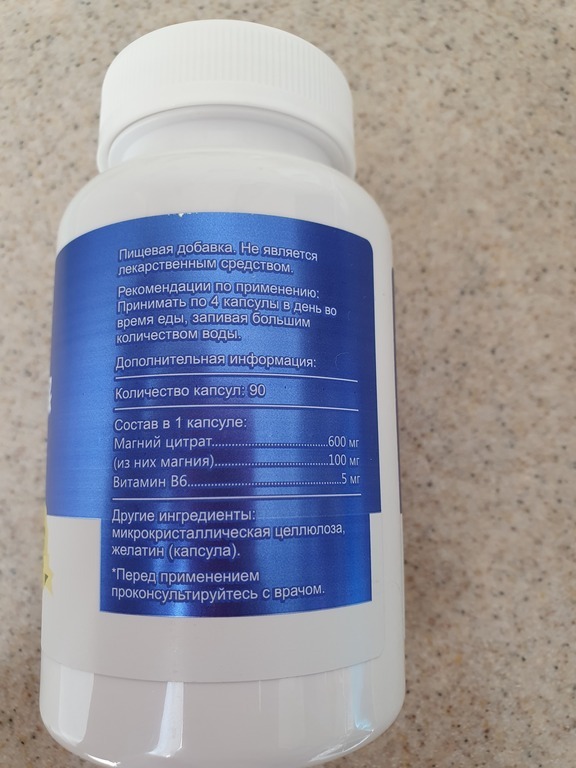 Пищевая добавка. Не является
лекарственным средством.
Рекомендации по применению:
Принимать по 4 капсулы в день во
время еды, запивая большим
количеством воды.
Дополнительная информация:
Количество капсул: 90
Состав в 1 капсуле:
Магний цитрат..............................600 мг
(из них магния).............................100 мг
Витамин В6.....................................5 мг
Другие ингредиенты:
микрокристаллическая целлюлоза,
желатин (капсула).
*Перед применением
проконсультируйтесь с врачом.